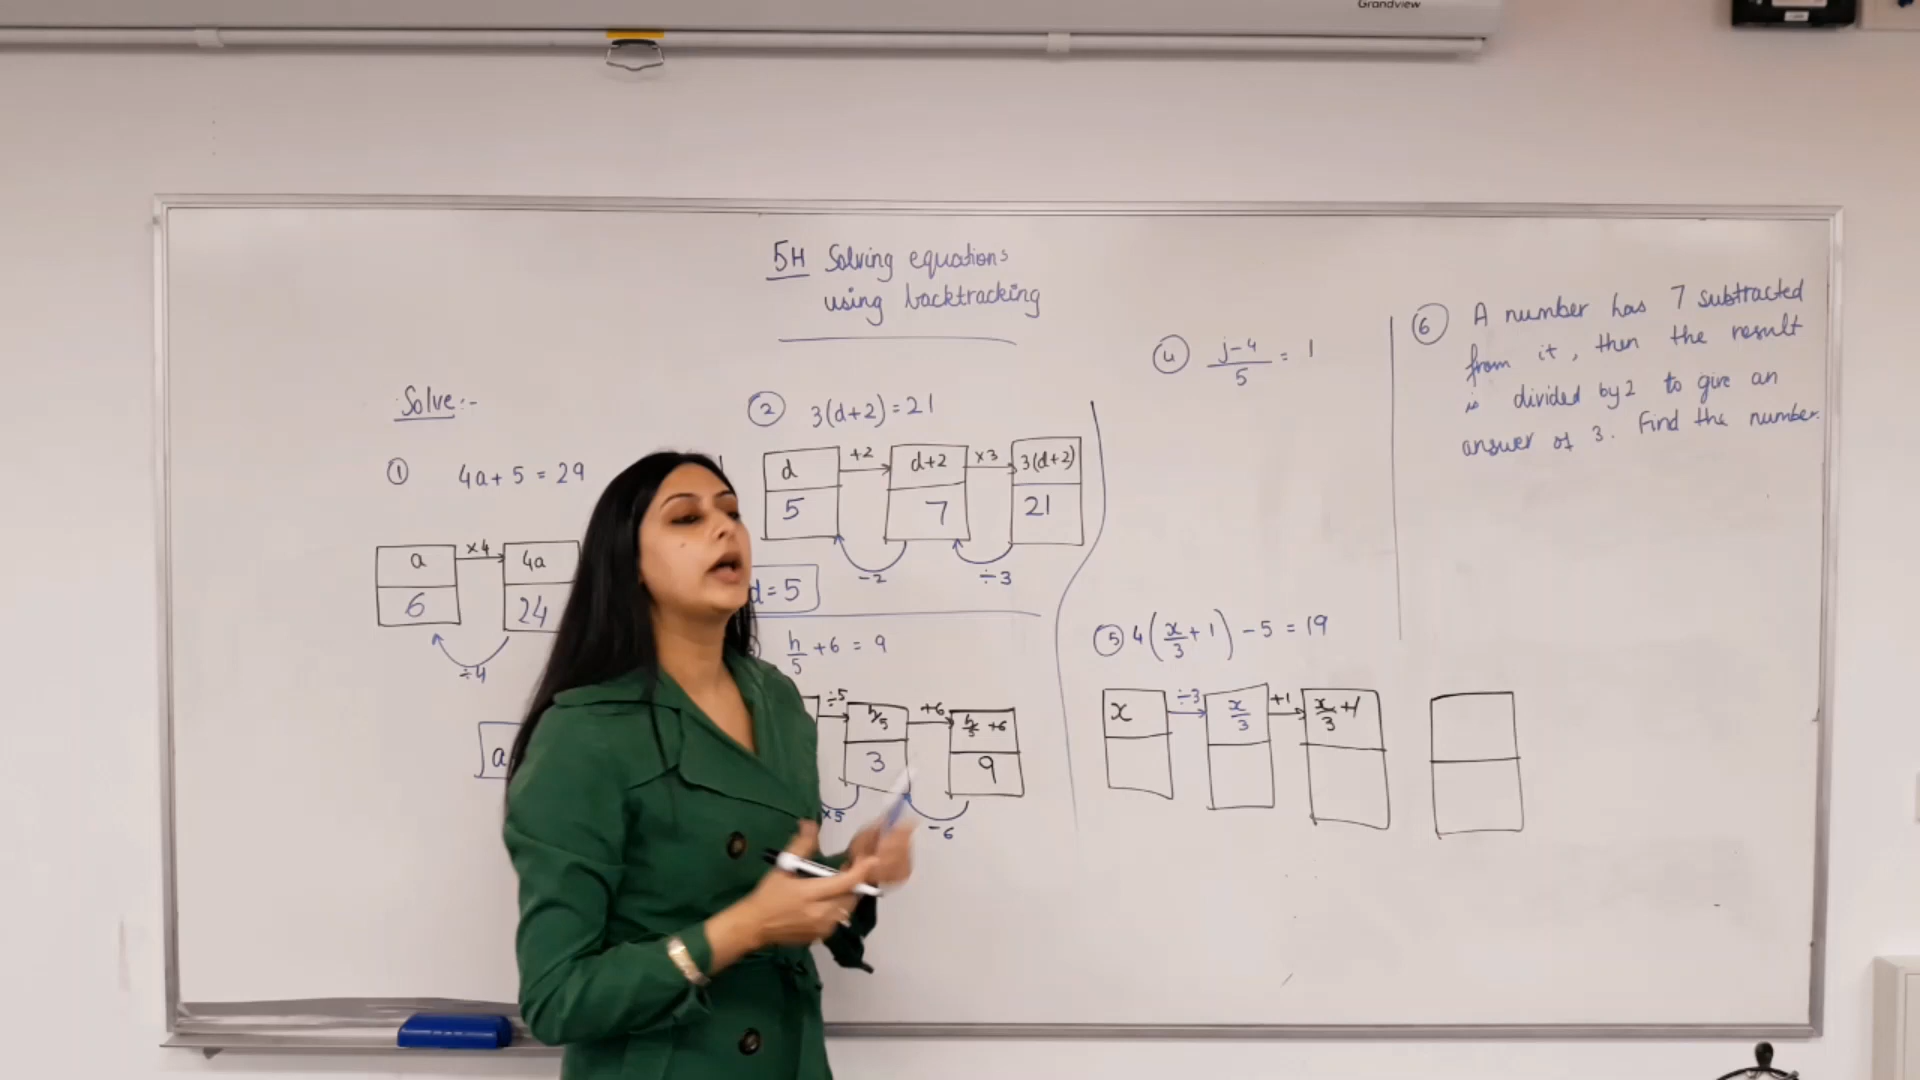 Grandview
5H Solving equations
using backtracking
Solve:-
① 4a + 5 = 29
a ×4 4a
6 24
÷4
a
② 3(d+2) = 21
d +2 d+2 ×3 3(d+2)
5 7 21
-2 ÷3
d = 5
h/5 + 6 = 9
÷5 h/5 +6 h/5 +6
3 9
×5 -6
④ j-4/5 = 1
⑤ 4(x/3 + 1) - 5 = 19
x ÷3 x/3 +1 x/3 +1
⑥ A number has 7 subtracted
from it, then the result
is divided by 2 to give an
answer of 3. Find the number.